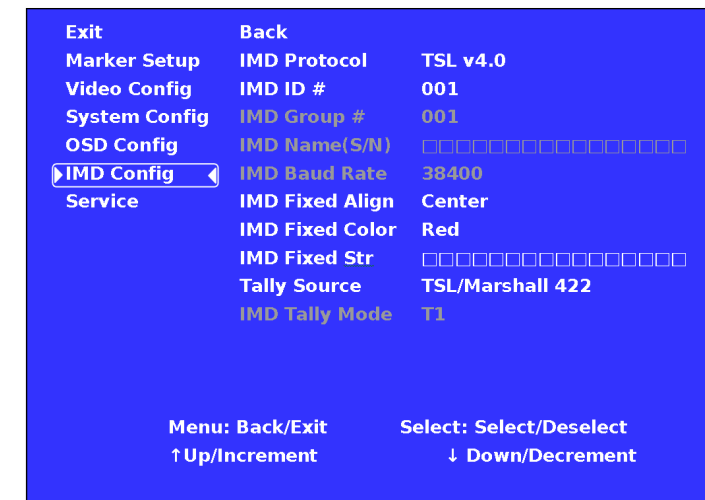 Exit Back
Marker Setup IMD Protocol TSL v4.0
Video Config IMD ID # 001
System Config IMD Group # 001
OSD Config IMD Name(S/N) □□□□□□□□□□□□□□□□
IMD Config IMD Baud Rate 38400
Service IMD Fixed Align Center
IMD Fixed Color Red
IMD Fixed Str □□□□□□□□□□□□□□□□
Tally Source TSL/Marshall 422
IMD Tally Mode T1
Menu: Back/Exit Select: Select/Deselect
↑Up/Increment ↓ Down/Decrement